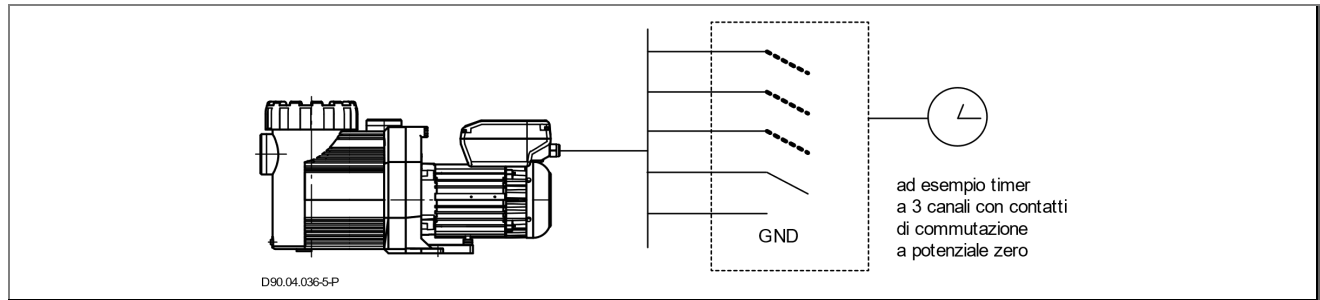 GND
ad esempio timer
a 3 canali con contatti
di commutazione
a potenziale zero
D90.04.036-5-P